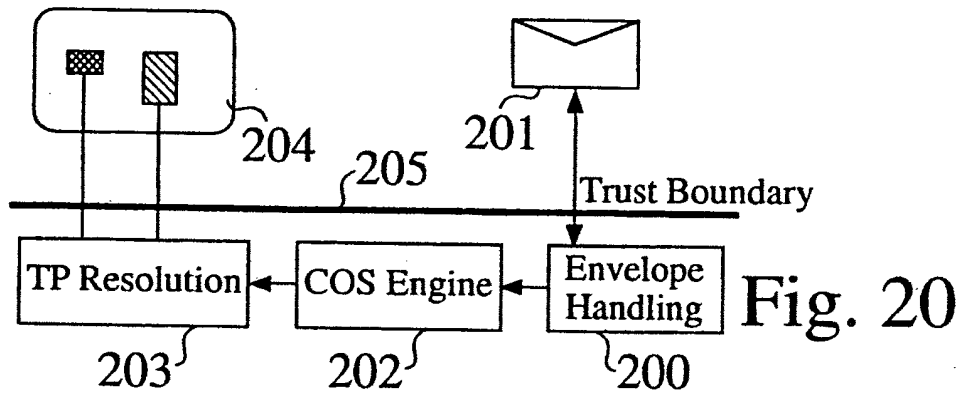 204
201
205
Trust Boundary
TP Resolution
COS Engine
Envelope
Handling
Fig. 20
203
202
200